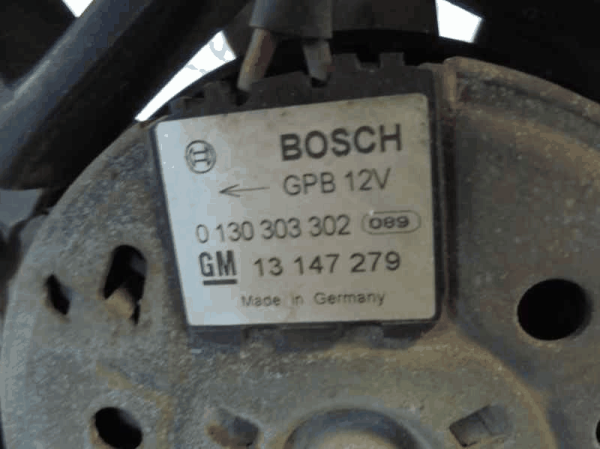 BOSCH
← GPB 12V
0 130 303 302 089
GM 13 147 279
Made in Germany